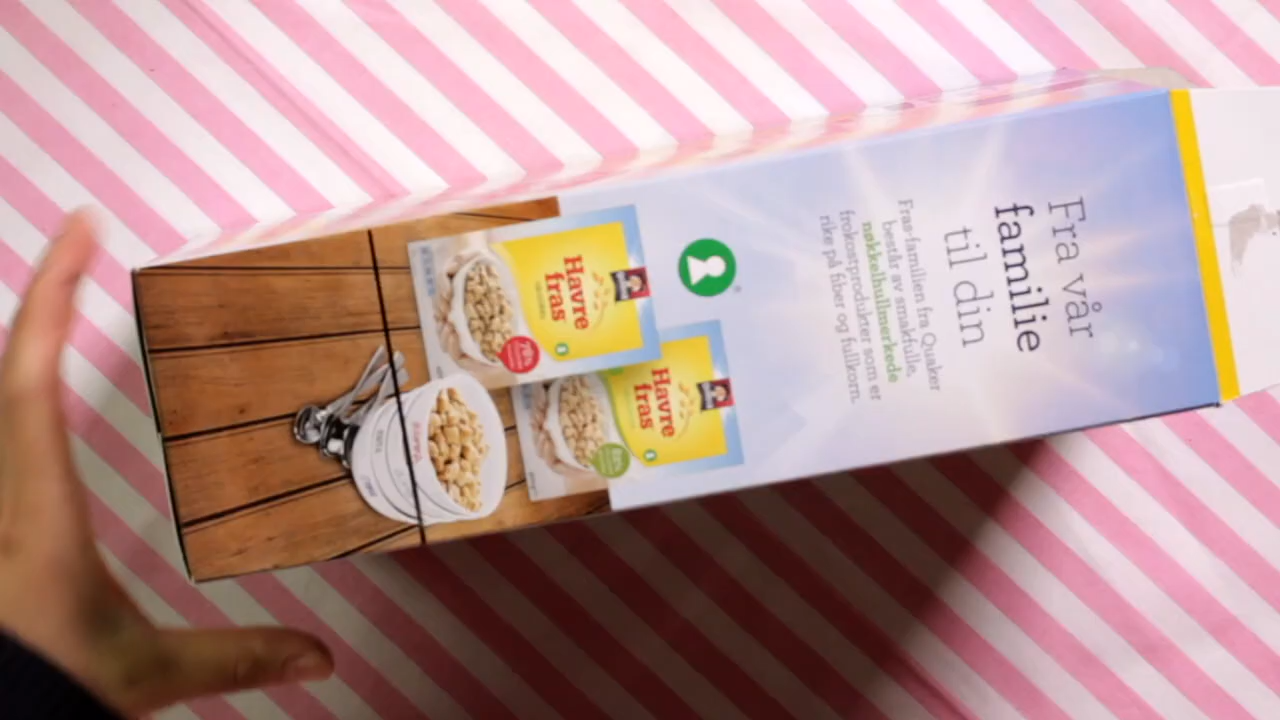 Fra vår
familie
til din
Fras-familien fra Quaker
består av smakfulle,
nøkkelhullmerkede
frokostprodukter som er
rike på fiber og fullkorn.
Havre
fras
Havre
fras